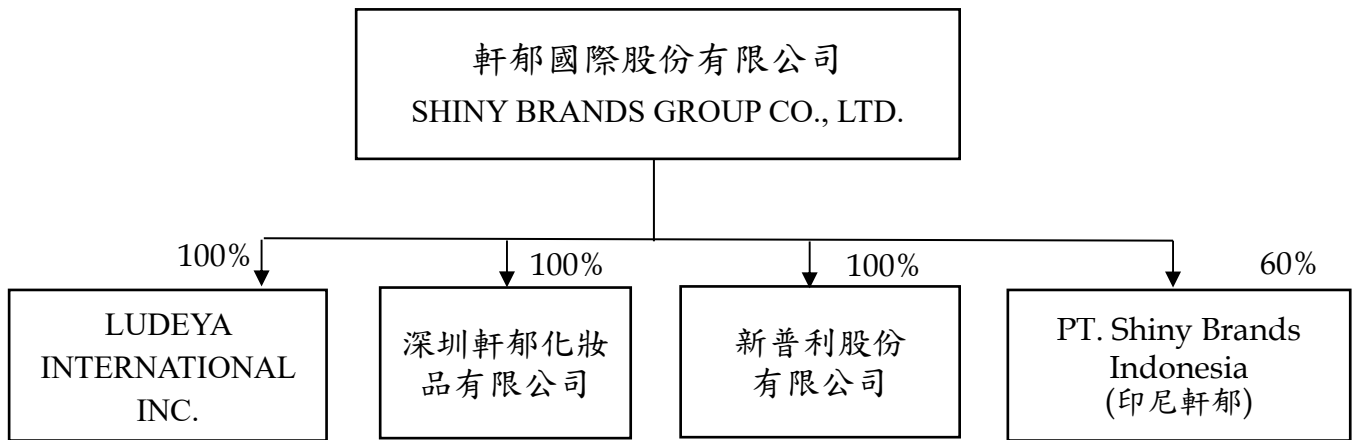 軒郁國際股份有限公司
SHINY BRANDS GROUP CO., LTD.
100%
100%
100%
60%
LUDEYA
INTERNATIONAL
INC.
深圳軒郁化妝
品有限公司
新普利股份
有限公司
PT. Shiny Brands
Indonesia
(印尼軒郁)